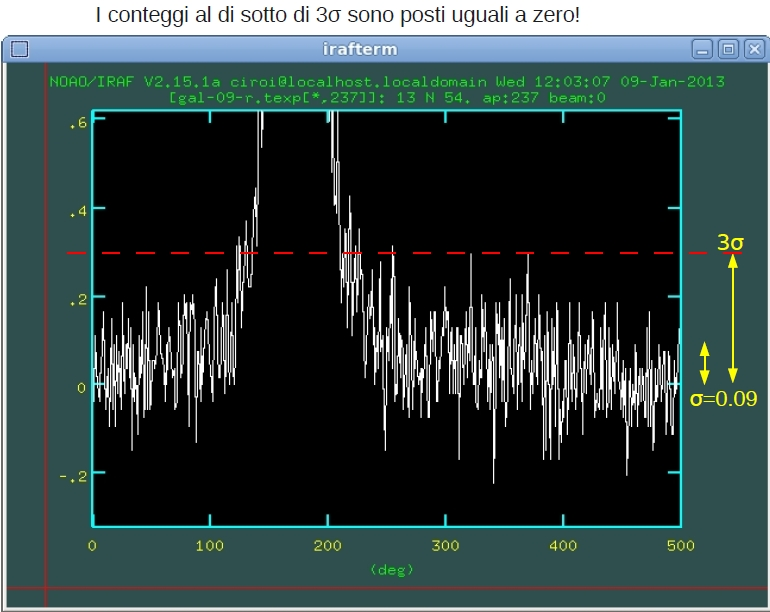 I conteggi al di sotto di 3σ sono posti uguali a zero!
irafterm
NOAO/IRAF V2.15.1a ciroi@localhost.localdomain Wed 12:03:07 09-Jan-2013
[gal-09-r.texp[*,237]]: 13 N 54. ap:237 beam:0
.6
.4
3σ
.2
0
σ=0.09
-.2
0 100 200 300 400 500
(deg)